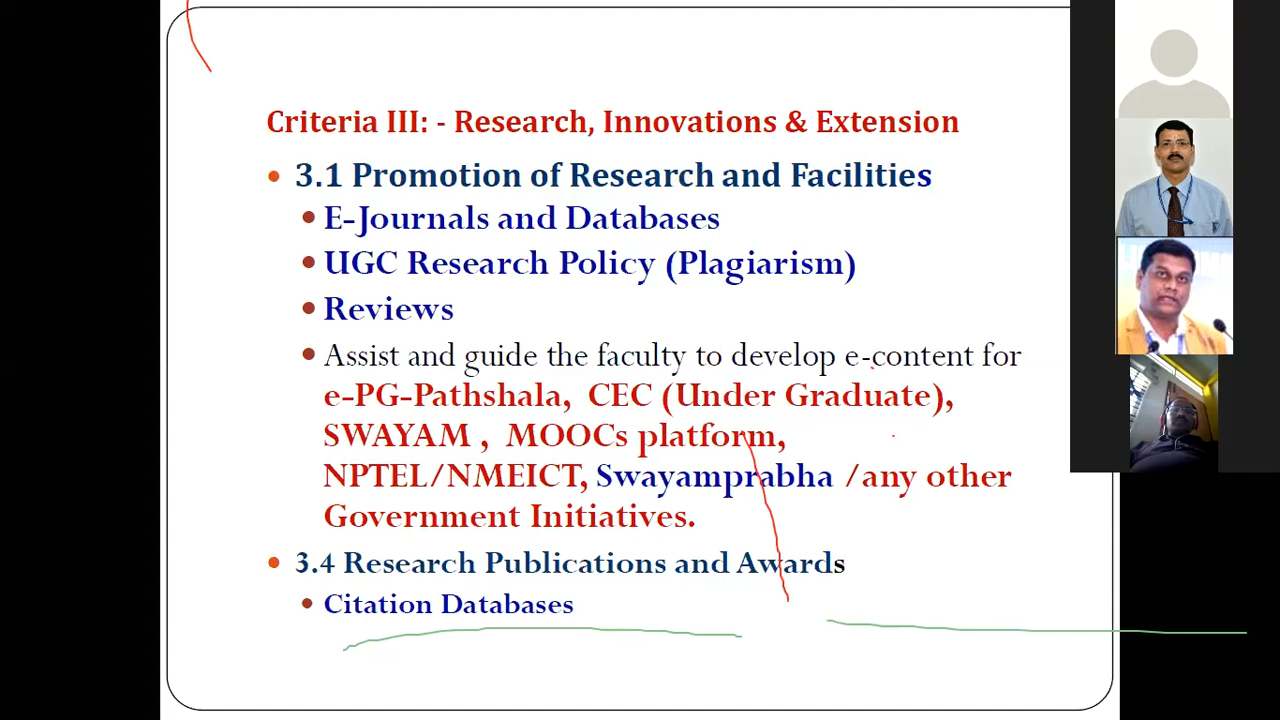 Criteria III: - Research, Innovations & Extension
• 3.1 Promotion of Research and Facilities
• E-Journals and Databases
• UGC Research Policy (Plagiarism)
• Reviews
• Assist and guide the faculty to develop e-content for
e-PG-Pathshala, CEC (Under Graduate),
SWAYAM , MOOCs platform,
NPTEL/NMEICT, Swayamprabha /any other
Government Initiatives.
• 3.4 Research Publications and Awards
• Citation Databases